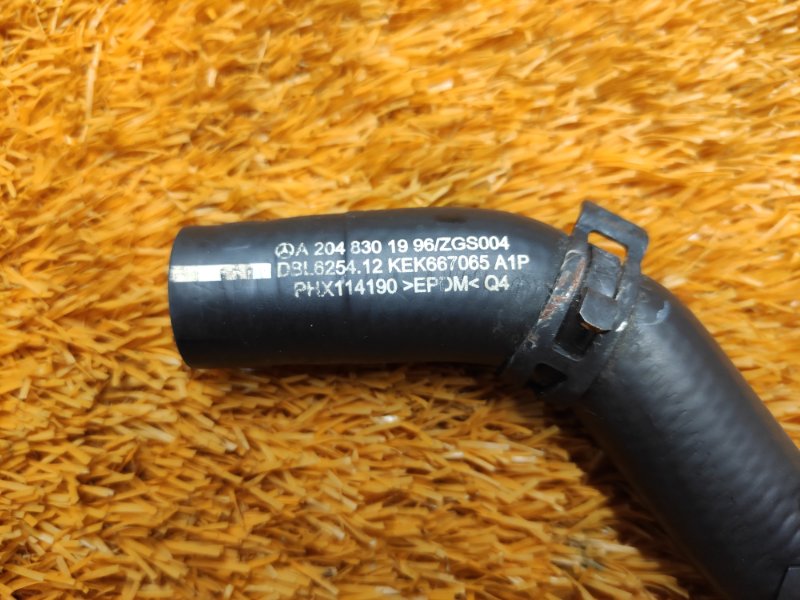 A 204 830 19 96/ZGS004
DBL6254.12 KEK667065 A1P
PHX114190 >EPDM< Q4